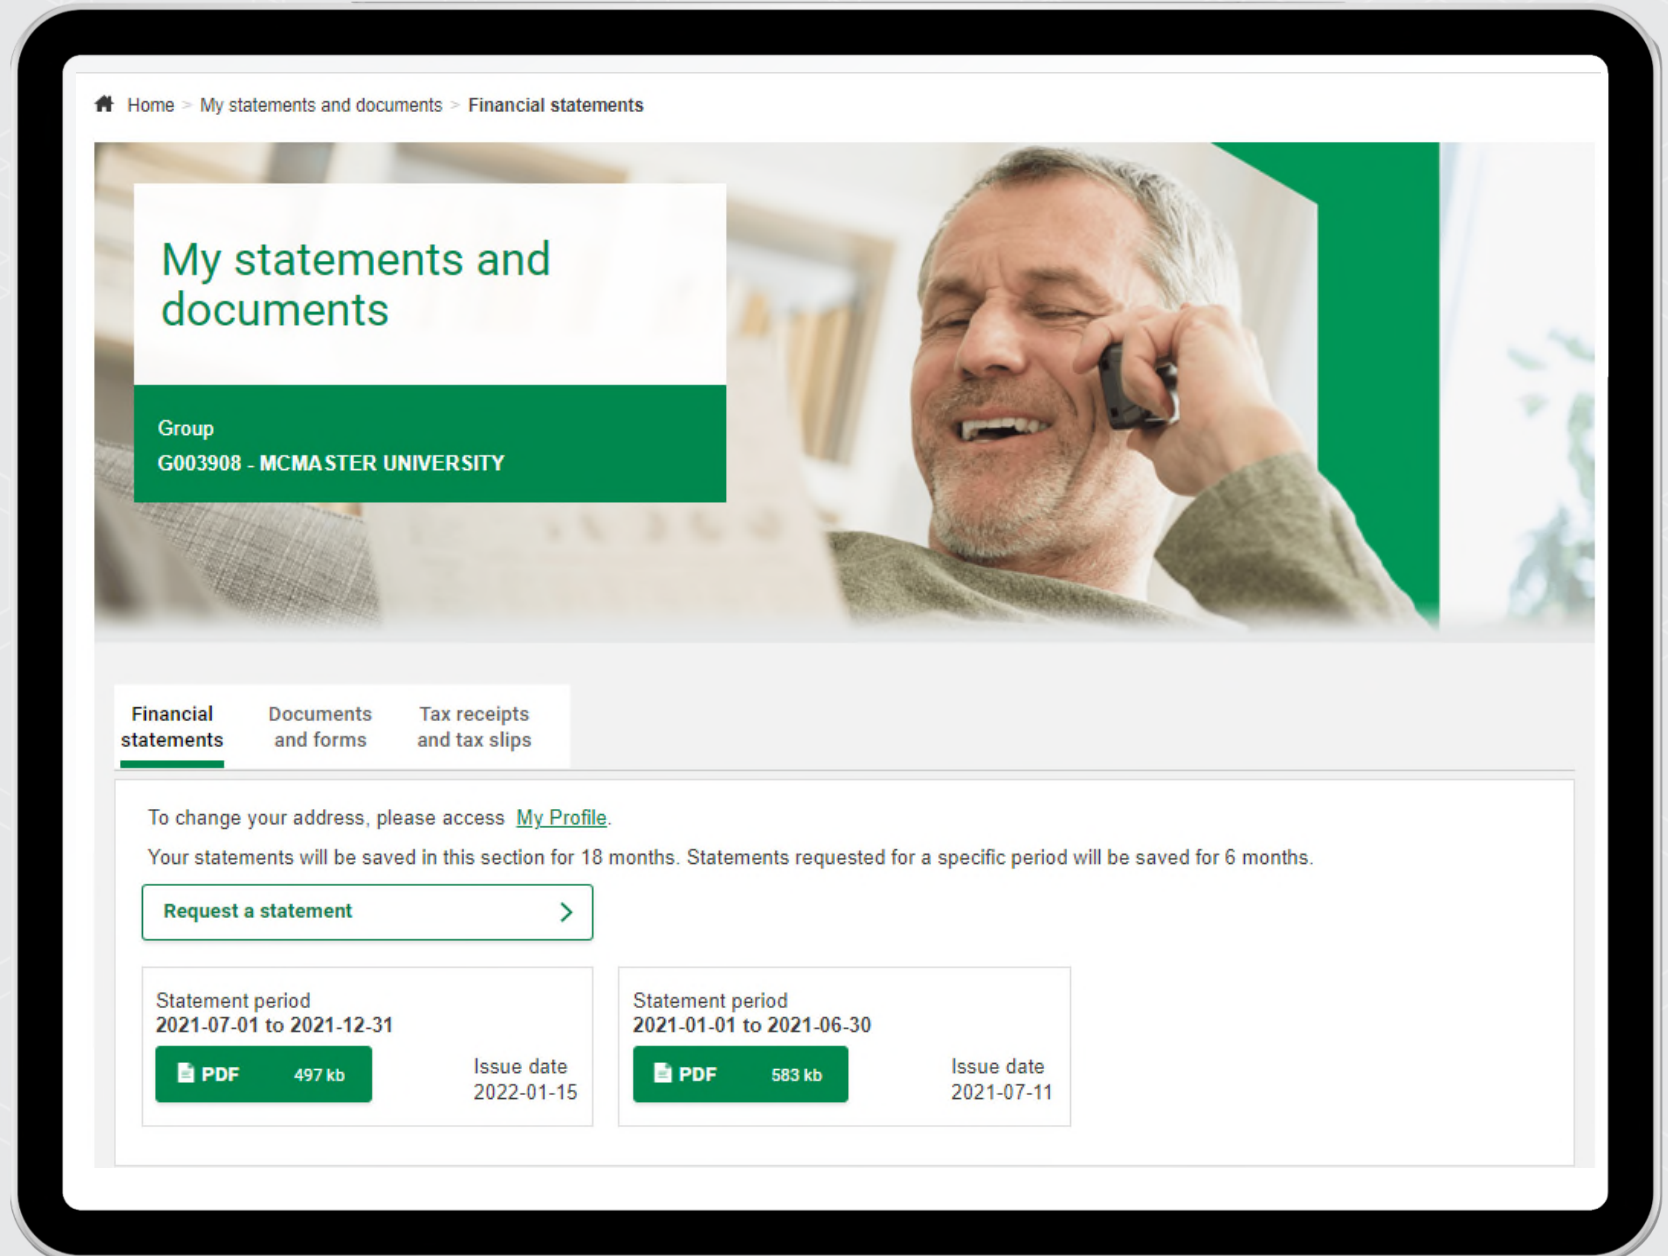 Home > My statements and documents > Financial statements
My statements and
documents
Group
G003908 - MCMASTER UNIVERSITY
Financial
statements
Documents
and forms
Tax receipts
and tax slips
To change your address, please access My Profile.
Your statements will be saved in this section for 18 months. Statements requested for a specific period will be saved for 6 months.
Request a statement
Statement period
2021-07-01 to 2021-12-31
PDF 497 kb
Issue date
2022-01-15
Statement period
2021-01-01 to 2021-06-30
PDF 583 kb
Issue date
2021-07-11